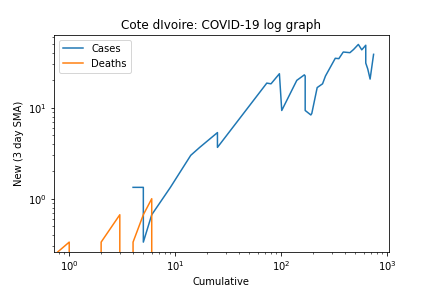 Cote dIvoire: COVID-19 log graph
Cases
Deaths
New (3 day SMA)
10¹
10⁰
10⁰ 10¹ 10² 10³
Cumulative